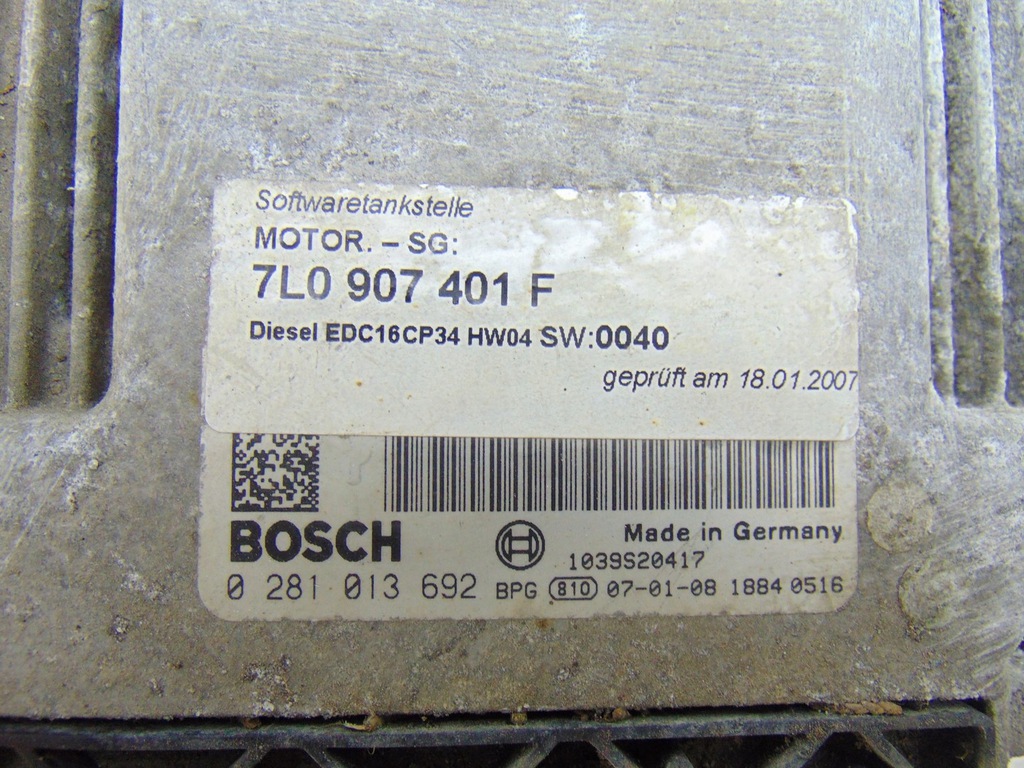 Softwaretankstelle
MOTOR. – SG:
7L0 907 401 F
Diesel EDC16CP34 HW04 SW:0040
geprüft am 18.01.2007
BOSCH
Made in Germany
1039S20417
0 281 013 692 BPG 810 07-01-08 1884 0516